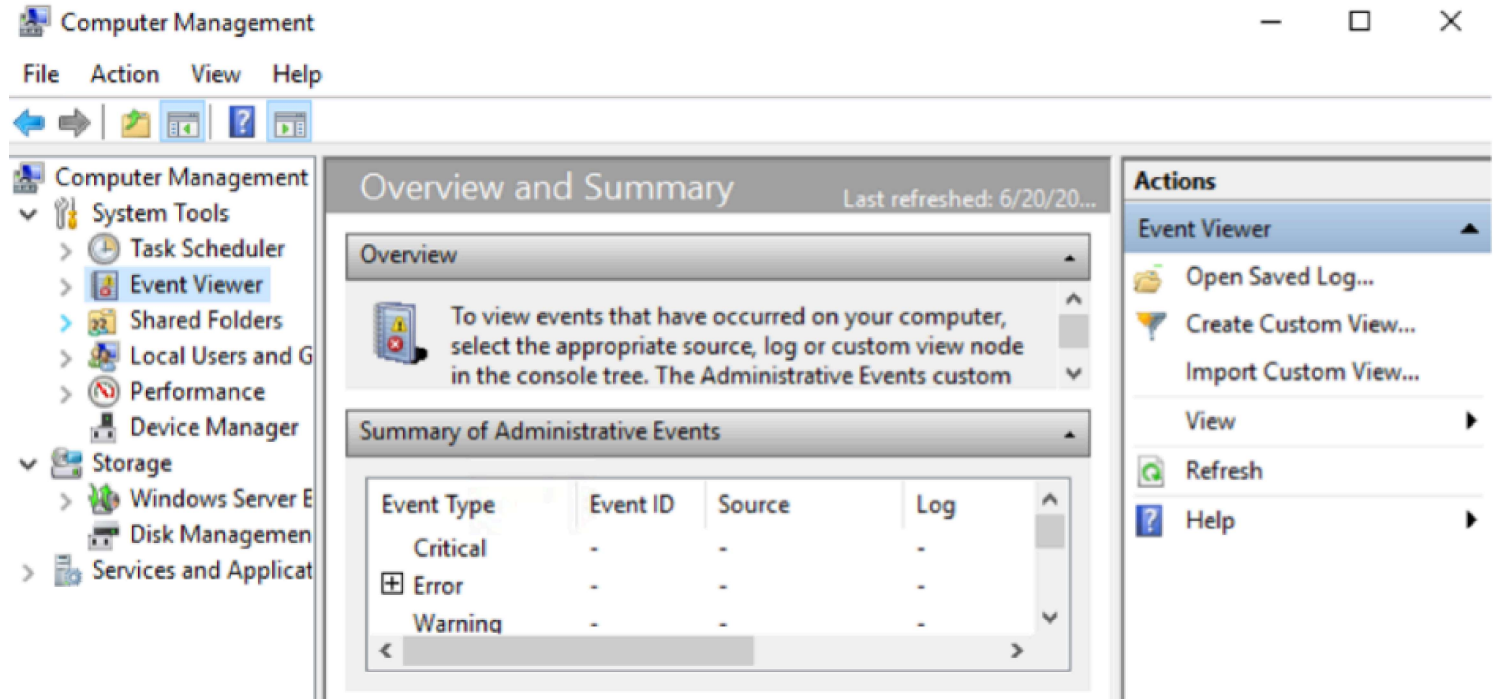 Computer Management
File Action View Help
Computer Management
System Tools
Task Scheduler
Event Viewer
Shared Folders
Local Users and G
Performance
Device Manager
Storage
Windows Server E
Disk Managemen
Services and Applicat
Overview and Summary Last refreshed: 6/20/20...
Overview
To view events that have occurred on your computer,
select the appropriate source, log or custom view node
in the console tree. The Administrative Events custom
Summary of Administrative Events
Event Type Event ID Source Log
Critical - - -
Error - - -
Warning - - -
Actions
Event Viewer
Open Saved Log...
Create Custom View...
Import Custom View...
View
Refresh
Help